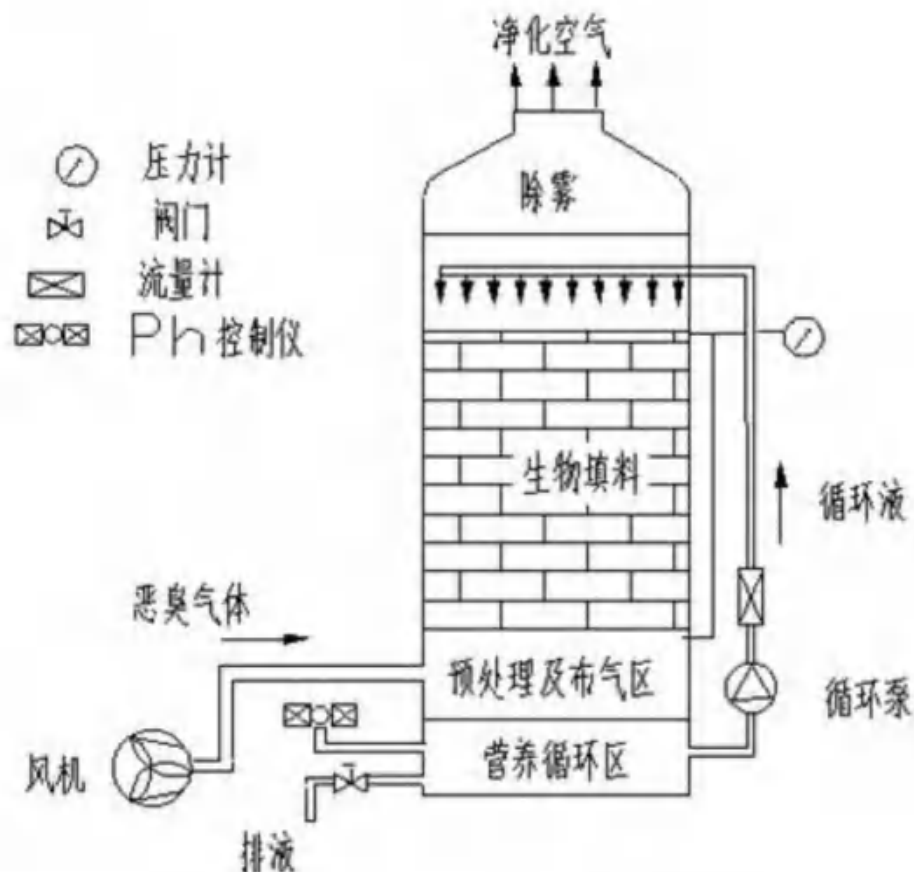 净化空气
压力计
除雾
阀门
流量计
Ph控制仪
生物填料
循环液
恶臭气体
预处理及布气区
循环泵
营养循环区
风机
排液